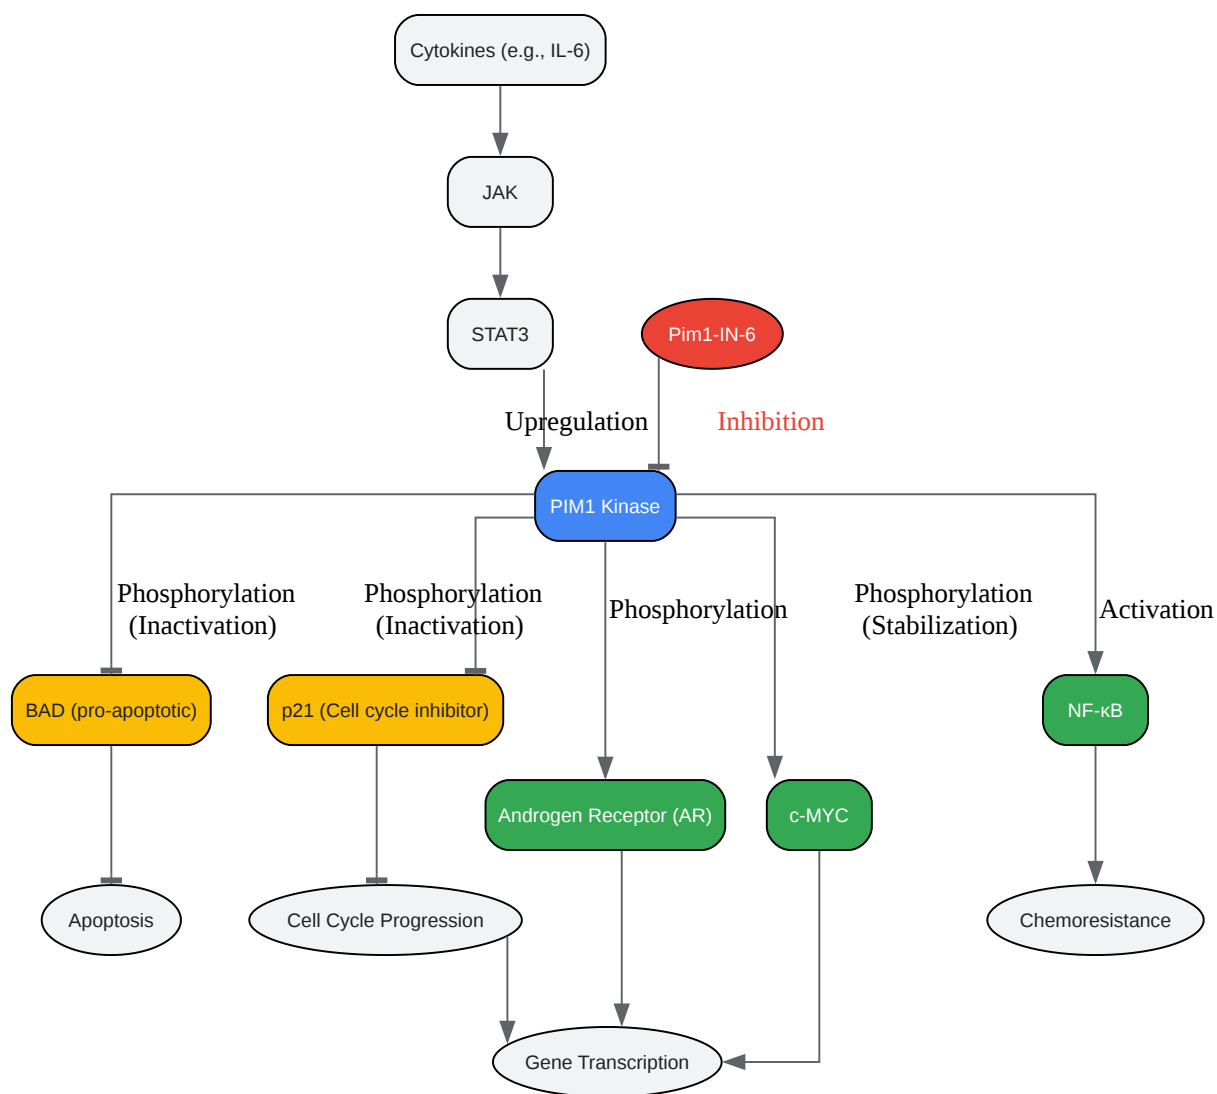 Cytokines (e.g., IL-6)
JAK
STAT3
Pim1-IN-6
Upregulation
Inhibition
PIM1 Kinase
Phosphorylation
(Inactivation)
Phosphorylation
(Inactivation)
Phosphorylation
Phosphorylation
(Stabilization)
Activation
BAD (pro-apoptotic)
p21 (Cell cycle inhibitor)
NF-κB
Androgen Receptor (AR)
c-MYC
Apoptosis
Cell Cycle Progression
Chemoresistance
Gene Transcription